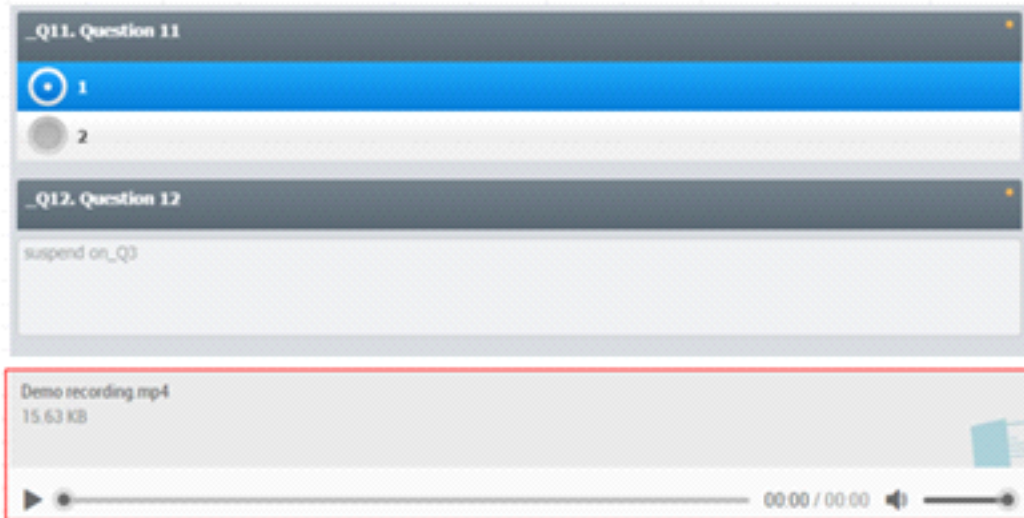 _Q11. Question 11
1
2
_Q12. Question 12
suspend on_Q3
Demo recording.mp4
15.63 KB
00:00 / 00:00